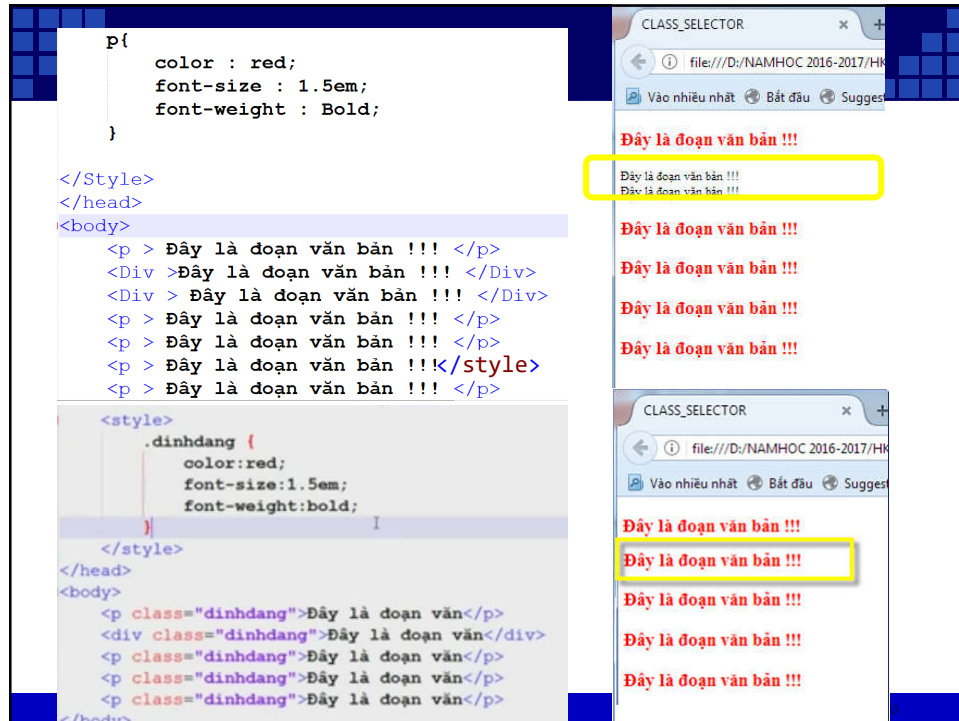 p{
color : red;
font-size : 1.5em;
font-weight : Bold;
}
</Style>
</head>
<body>
<p > Đây là đoạn văn bản !!! </p>
<Div >Đây là đoạn văn bản !!! </Div>
<Div > Đây là đoạn văn bản !!! </Div>
<p > Đây là đoạn văn bản !!! </p>
<p > Đây là đoạn văn bản !!! </p>
<p > Đây là đoạn văn bản !!!</style>
<p > Đây là đoạn văn bản !!! </p>
CLASS_SELECTOR × +
file:///D:/NAMHOC 2016-2017/HK
Vào nhiều nhất Bắt đầu Suggest
Đây là đoạn văn bản !!!
Đây là đoạn văn bản !!!
Đây là đoạn văn bản !!!
Đây là đoạn văn bản !!!
Đây là đoạn văn bản !!!
Đây là đoạn văn bản !!!
Đây là đoạn văn bản !!!
<style>
.dinhdang {
color:red;
font-size:1.5em;
font-weight:bold;
}
</style>
</head>
<body>
<p class="dinhdang">Đây là đoạn văn</p>
<div class="dinhdang">Đây là đoạn văn</div>
<p class="dinhdang">Đây là đoạn văn</p>
<p class="dinhdang">Đây là đoạn văn</p>
<p class="dinhdang">Đây là đoạn văn</p>
</body>
CLASS_SELECTOR × +
file:///D:/NAMHOC 2016-2017/HK
Vào nhiều nhất Bắt đầu Suggest
Đây là đoạn văn bản !!!
Đây là đoạn văn bản !!!
Đây là đoạn văn bản !!!
Đây là đoạn văn bản !!!
Đây là đoạn văn bản !!!